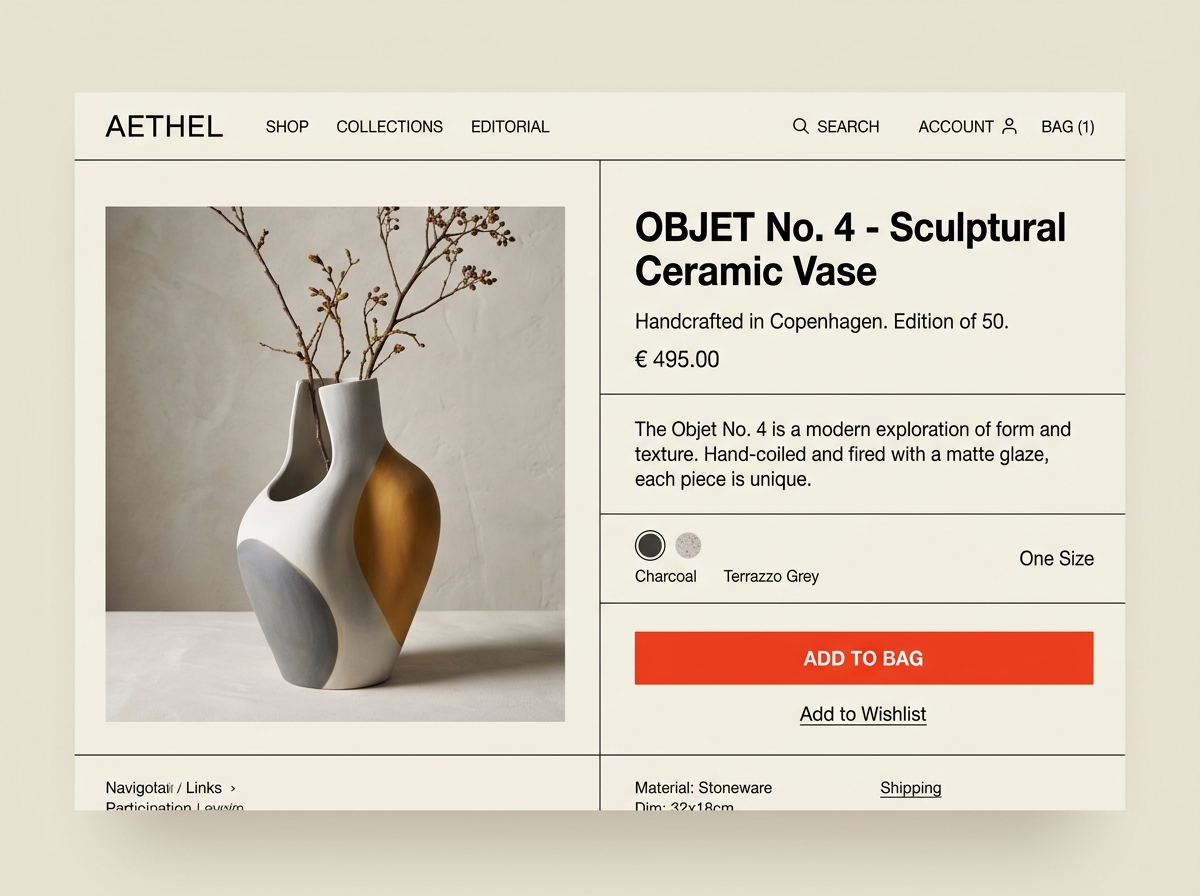 AETHEL SHOP COLLECTIONS EDITORIAL SEARCH ACCOUNT BAG (1)
OBJET No. 4 - Sculptural
Ceramic Vase
Handcrafted in Copenhagen. Edition of 50.
€ 495.00
The Objet No. 4 is a modern exploration of form and
texture. Hand-coiled and fired with a matte glaze,
each piece is unique.
Charcoal Terrazzo Grey
One Size
ADD TO BAG
Add to Wishlist
/ Links ›
Participation
Material: Stoneware
Dim: 32x18cm
Shipping